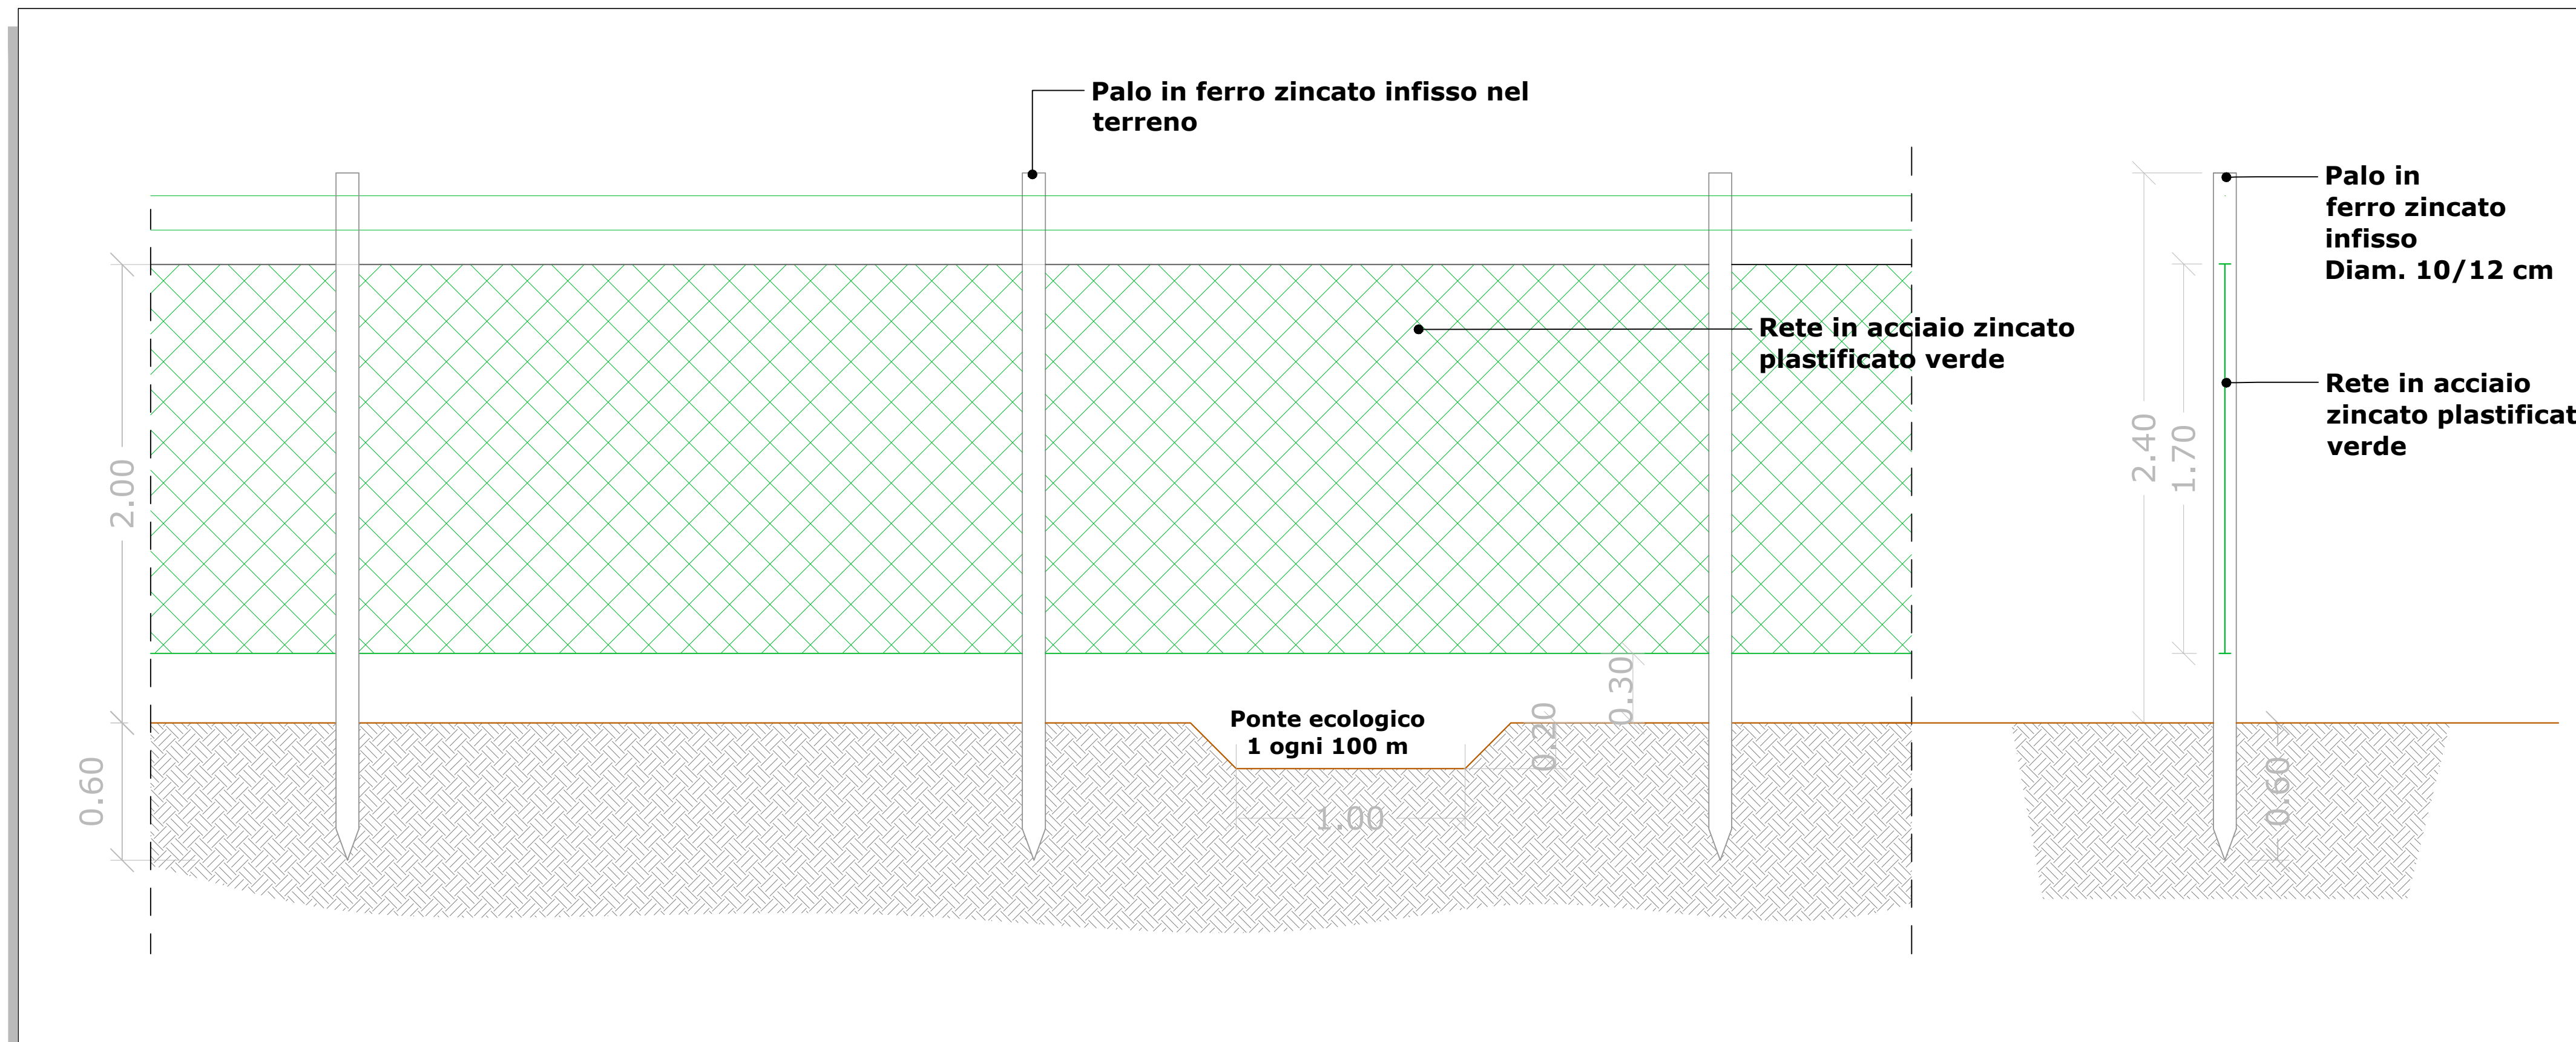 Palo in ferro zincato infisso nel
terreno
Palo in
ferro zincato
infisso
Diam. 10/12 cm
Rete in acciaio zincato
plastificato verde
Rete in acciaio
zincato plastificat
verde
2.00
2.40
1.70
0.30
0.20
Ponte ecologico
1 ogni 100 m
0.60
1.00
0.60